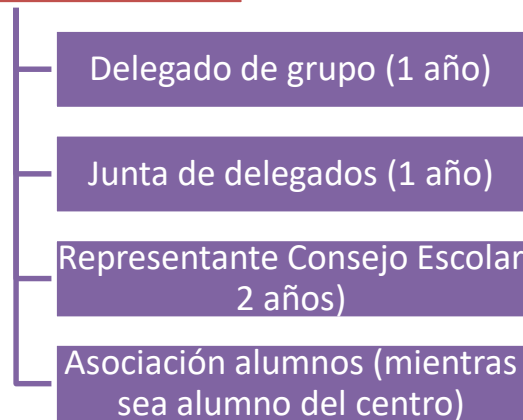 Delegado de grupo (1 año)
Junta de delegados (1 año)
Representante Consejo Escolar
2 años)
Asociación alumnos (mientras
sea alumno del centro)